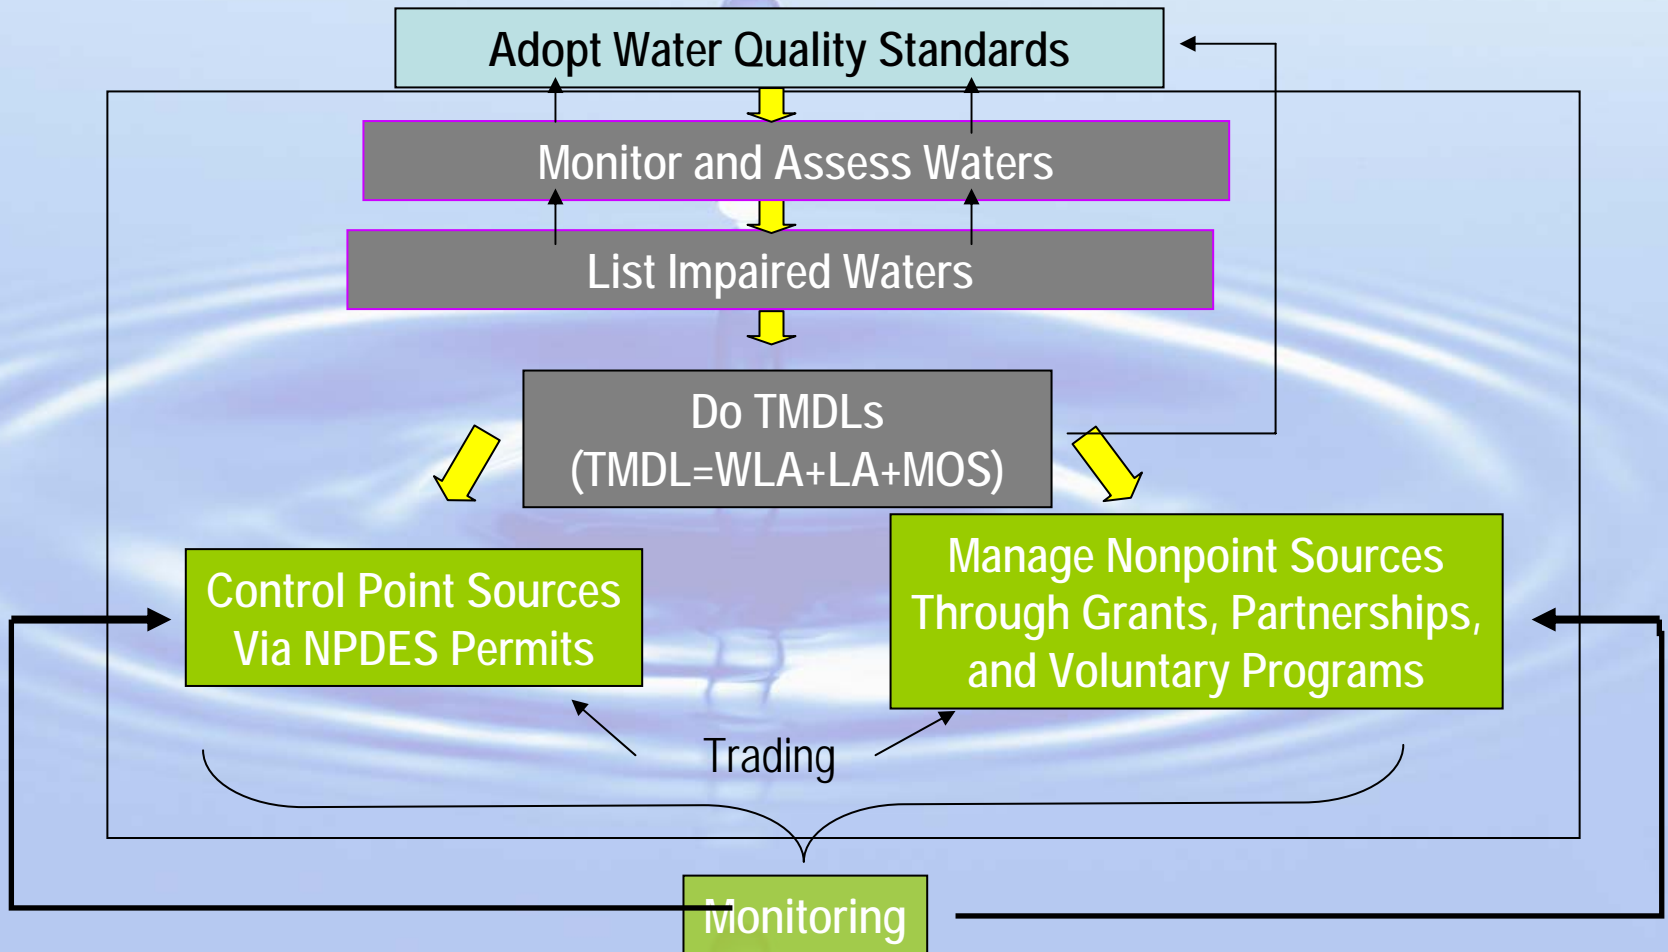 Adopt Water Quality Standards
Monitor and Assess Waters
List Impaired Waters
Do TMDLs
(TMDL=WLA+LA+MOS)
Control Point Sources
Via NPDES Permits
Manage Nonpoint Sources
Through Grants, Partnerships,
and Voluntary Programs
Trading
Monitoring